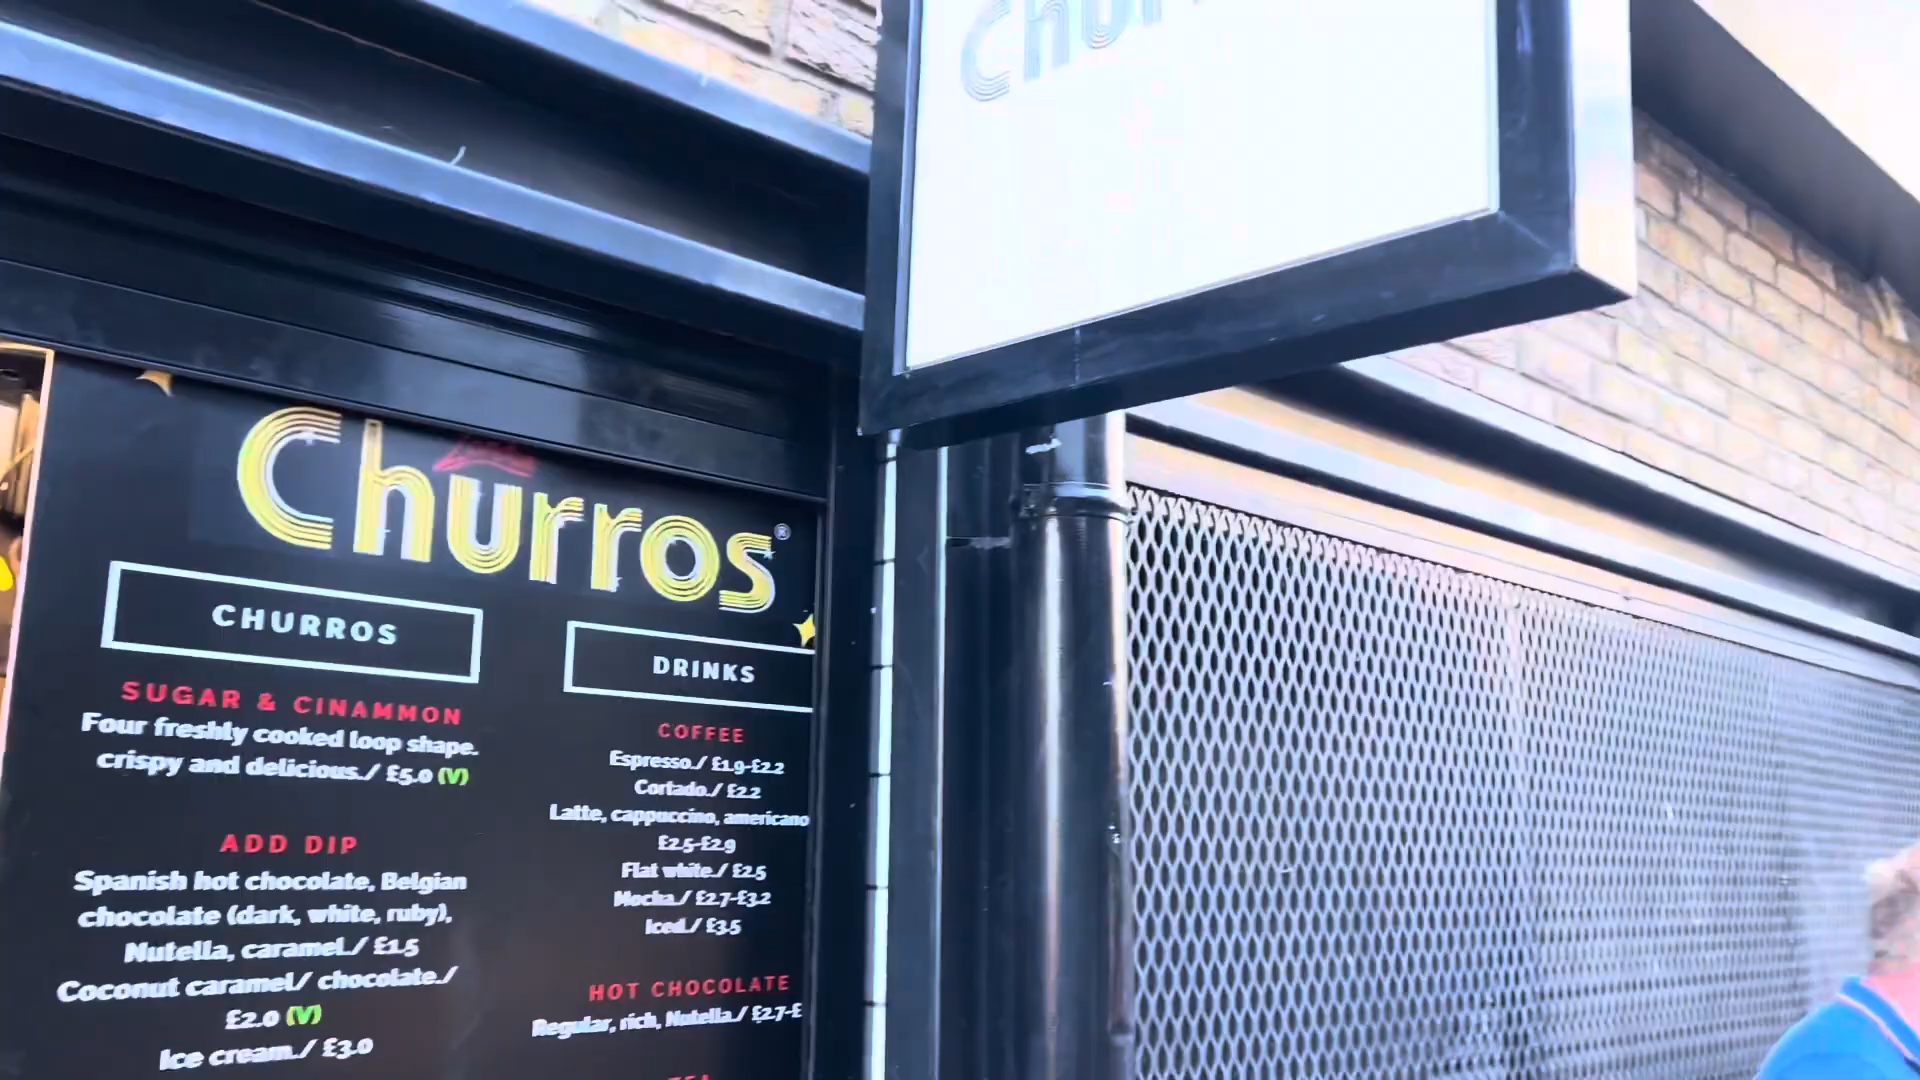 Chur
Churros®
CHURROS
SUGAR & CINAMMON
Four freshly cooked loop shape.
crispy and delicious./ £5.0 (V)
ADD DIP
Spanish hot chocolate, Belgian
chocolate (dark, white, ruby),
Nutella, caramel./ £1.5
Coconut caramel/ chocolate./
£2.0 (V)
Ice cream./ £3.0
DRINKS
COFFEE
Espresso./ £1.9-£2.2
Cortado./ £2.2
Latte, cappuccino, americano
£2.5-£2.9
Flat white./ £2.5
Mocha./ £2.7-£3.2
Iced./ £3.5
HOT CHOCOLATE
Regular, rich, Nutella./ £2.7-£